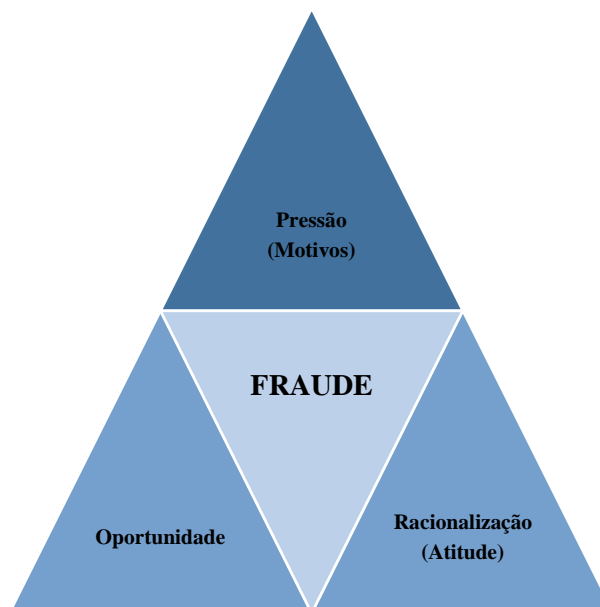 Pressão
(Motivos)
FRAUDE
Oportunidade
Racionalização
(Atitude)